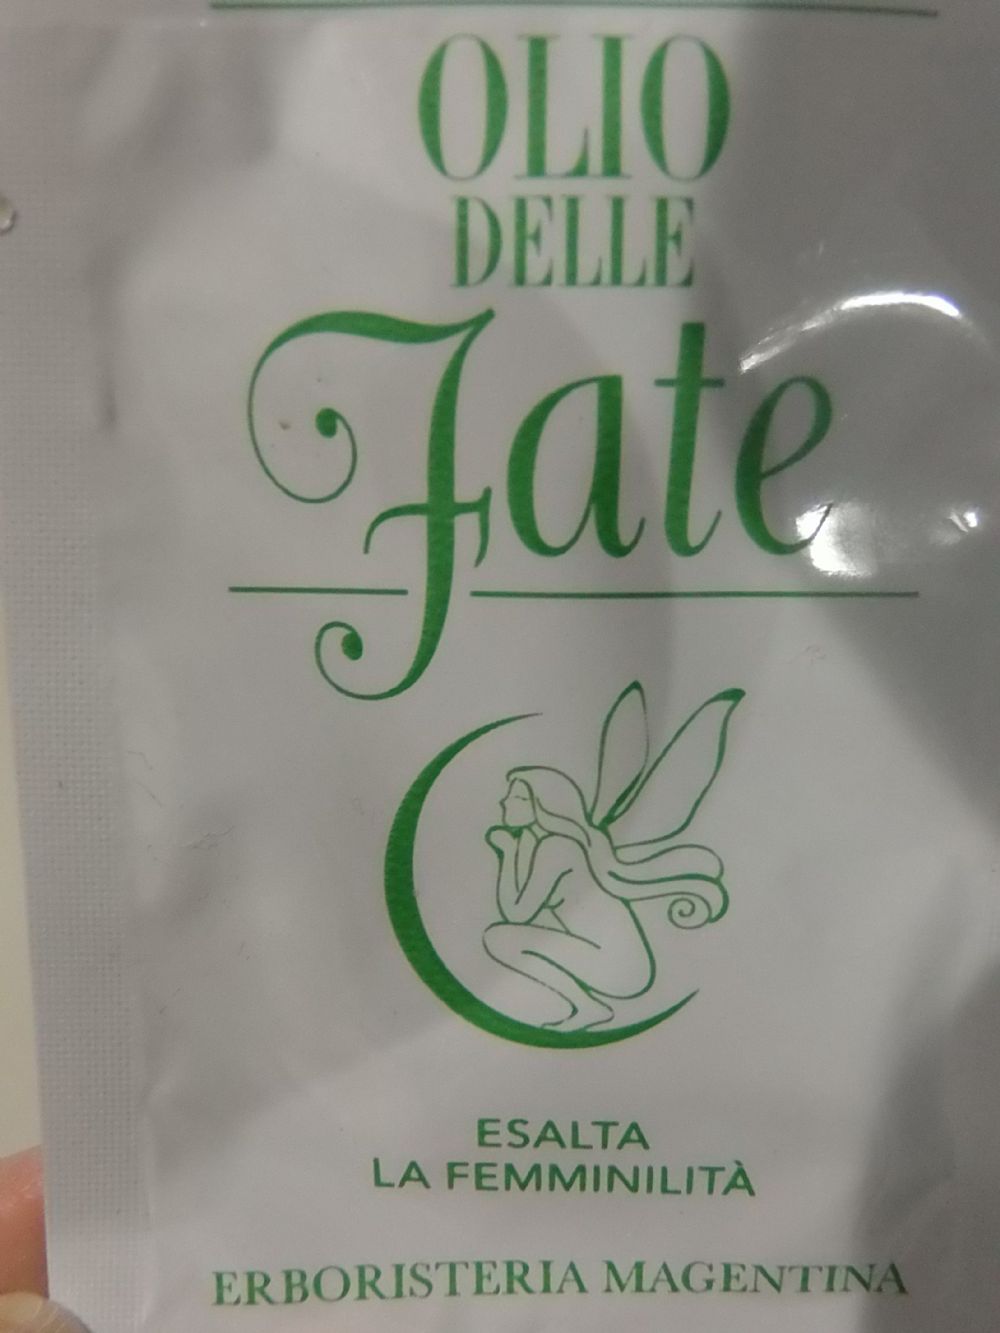 OLIO
DELLE
Fate
ESALTA
LA FEMMINILITÀ
ERBORISTERIA MAGENTINA